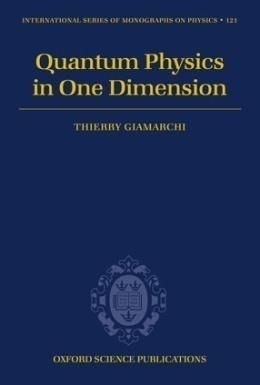 INTERNATIONAL SERIES OF MONOGRAPHS ON PHYSICS • 121
Quantum Physics
in One Dimension
THIERRY GIAMARCHI
OXFORD SCIENCE PUBLICATIONS